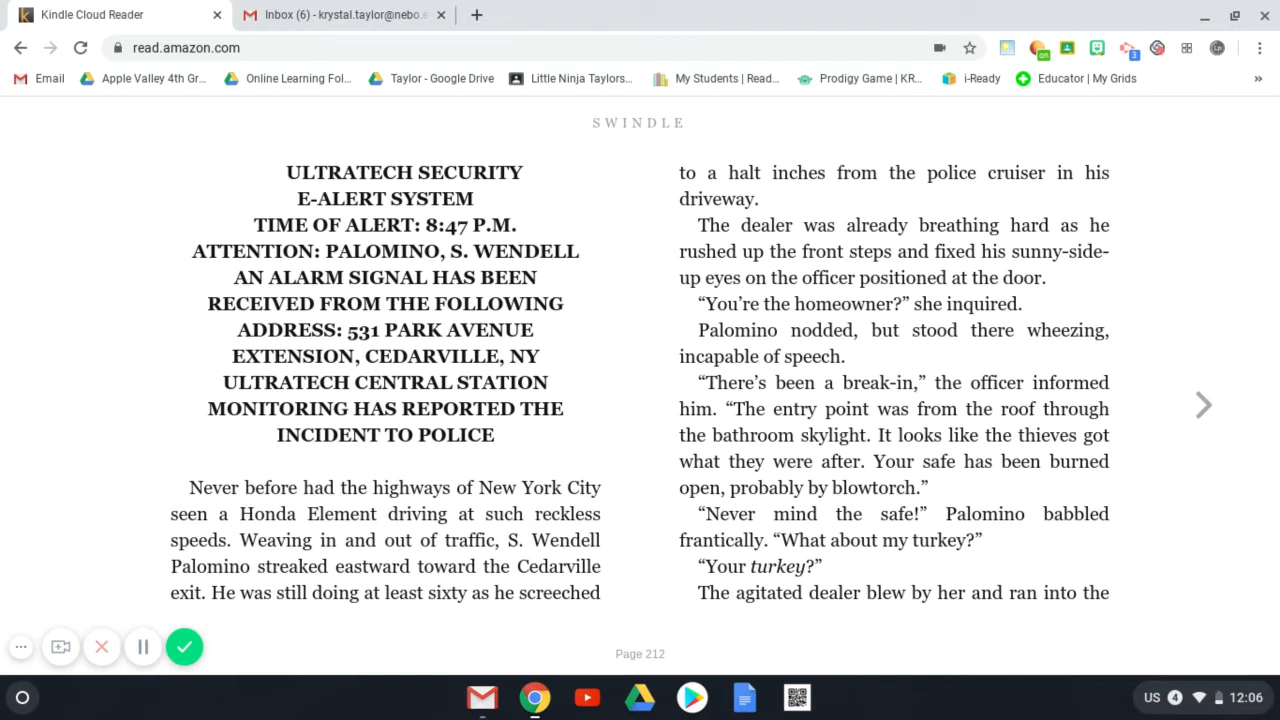 Kindle Cloud Reader
Inbox (6) - krystal.taylor@nebo.e
read.amazon.com
on
3
LP
Email
Apple Valley 4th Gr...
Online Learning Fol...
Taylor - Google Drive
Little Ninja Taylors...
My Students | Read...
Prodigy Game | KR...
i-Ready
Educator | My Grids
»
SWINDLE
ULTRATECH SECURITY
E-ALERT SYSTEM
TIME OF ALERT: 8:47 P.M.
ATTENTION: PALOMINO, S. WENDELL
AN ALARM SIGNAL HAS BEEN
RECEIVED FROM THE FOLLOWING
ADDRESS: 531 PARK AVENUE
EXTENSION, CEDARVILLE, NY
ULTRATECH CENTRAL STATION
MONITORING HAS REPORTED THE
INCIDENT TO POLICE
Never before had the highways of New York City
seen a Honda Element driving at such reckless
speeds. Weaving in and out of traffic, S. Wendell
Palomino streaked eastward toward the Cedarville
exit. He was still doing at least sixty as he screeched
to a halt inches from the police cruiser in his
driveway.
The dealer was already breathing hard as he
rushed up the front steps and fixed his sunny-side-
up eyes on the officer positioned at the door.
“You’re the homeowner?” she inquired.
Palomino nodded, but stood there wheezing,
incapable of speech.
“There’s been a break-in,” the officer informed
him. “The entry point was from the roof through
the bathroom skylight. It looks like the thieves got
what they were after. Your safe has been burned
open, probably by blowtorch.”
“Never mind the safe!” Palomino babbled
frantically. “What about my turkey?”
“Your turkey?”
The agitated dealer blew by her and ran into the
Page 212
US 4 12:06